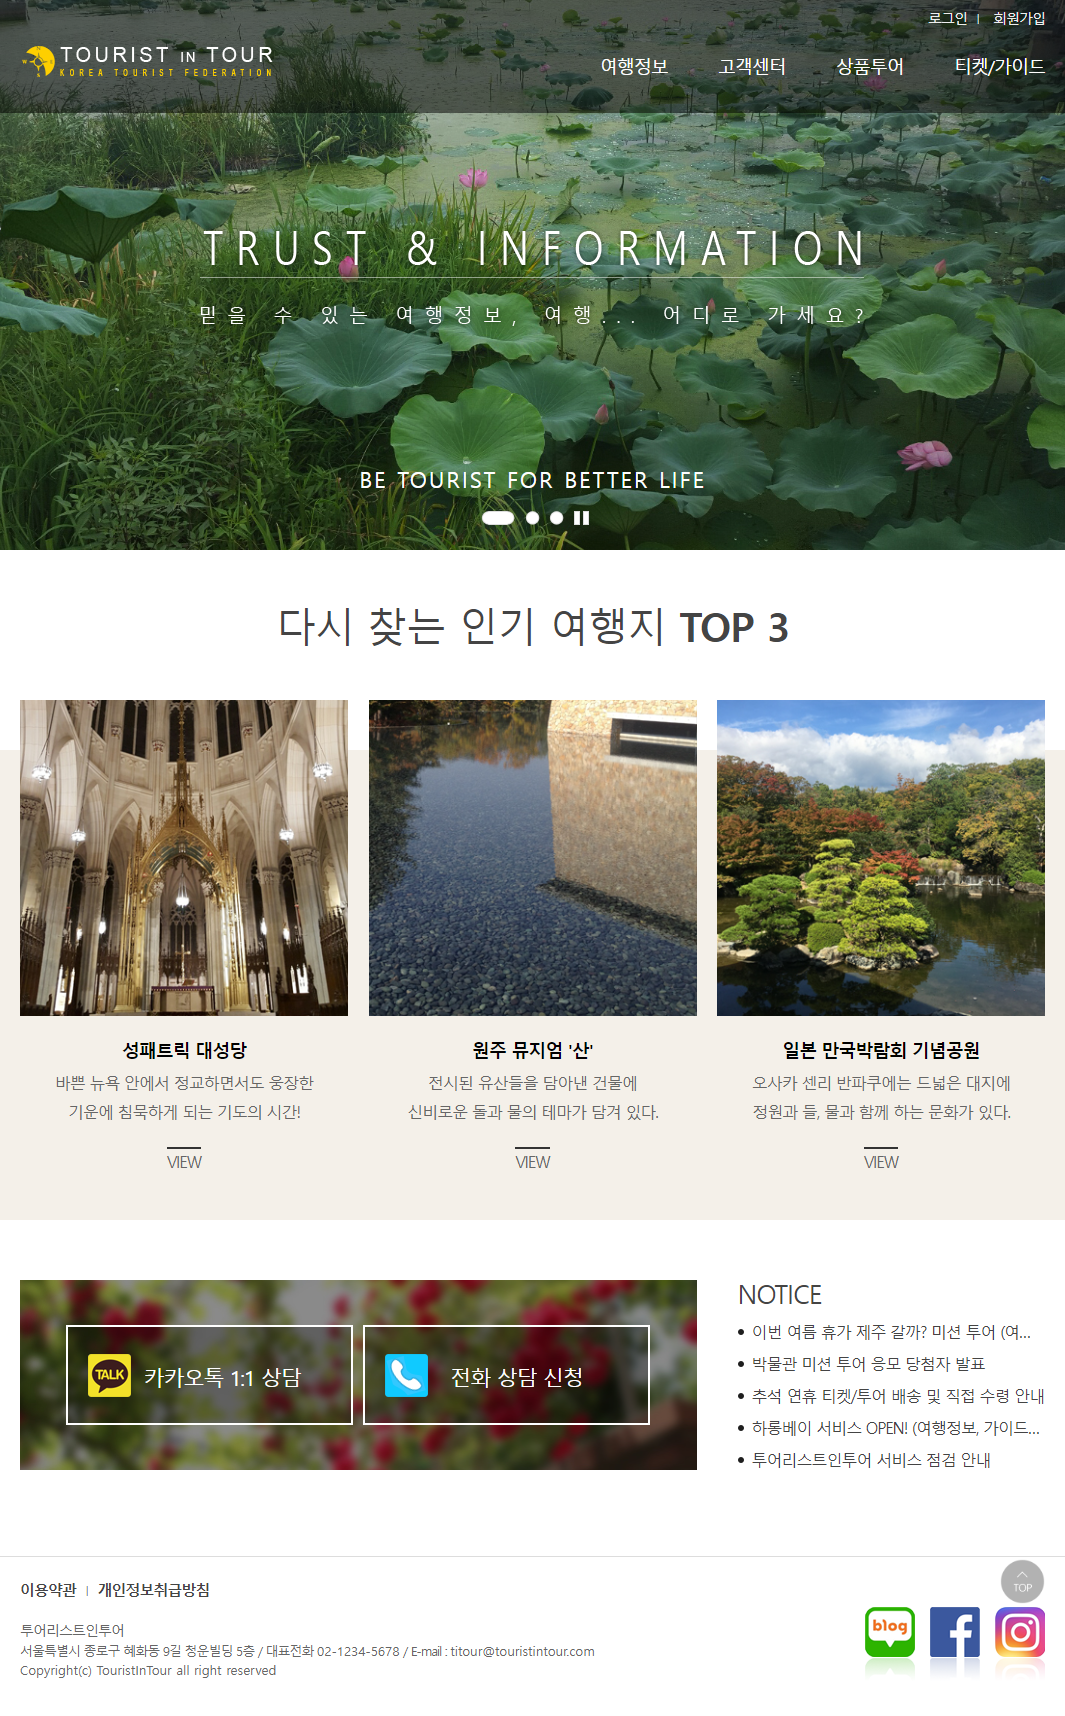 로그인 | 회원가입
TOURIST IN TOUR
KOREA TOURIST FEDERATION
여행정보 고객센터 상품투어 티켓/가이드
TRUST & INFORMATION
믿을 수 있는 여행정보, 여행... 어디로 가세요?
BE TOURIST FOR BETTER LIFE
다시 찾는 인기 여행지 TOP 3
성패트릭 대성당
바쁜 뉴욕 안에서 정교하면서도 웅장한
기운에 침묵하게 되는 기도의 시간!
VIEW
원주 뮤지엄 '산'
전시된 유산들을 담아낸 건물에
신비로운 돌과 물의 테마가 담겨 있다.
VIEW
일본 만국박람회 기념공원
오사카 센리 반파쿠에는 드넓은 대지에
정원과 들, 물과 함께 하는 문화가 있다.
VIEW
TALK
카카오톡 1:1 상담
전화 상담 신청
NOTICE
이번 여름 휴가 제주 갈까? 미션 투어 (여...
박물관 미션 투어 응모 당첨자 발표
추석 연휴 티켓/투어 배송 및 직접 수령 안내
하롱베이 서비스 OPEN! (여행정보, 가이드...
투어리스트인투어 서비스 점검 안내
TOP
이용약관 | 개인정보취급방침
투어리스트인투어
서울특별시 종로구 혜화동 9길 청운빌딩 5층 / 대표전화 02-1234-5678 / E-mail : titour@touristintour.com
Copyright(c) TouristInTour all right reserved
blog